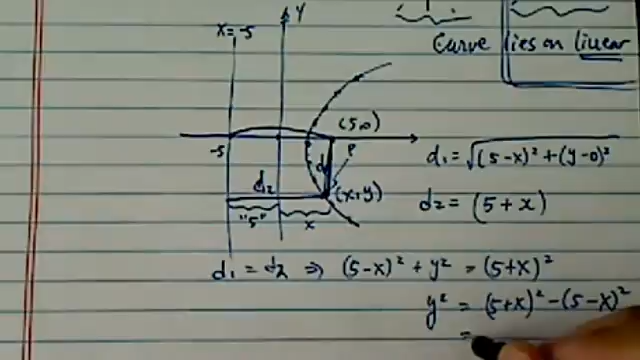 Y
x = -5
Curve lies on linear
(5,0)
-5
P
d1
d1 = √(5-x)² + (y-0)²
d2
(x,y)
d2 = (5+x)
"5"
x
d1 = d2 ⇒ (5-x)² + y² = (5+x)²
y² = (5+x)² - (5-x)²
=